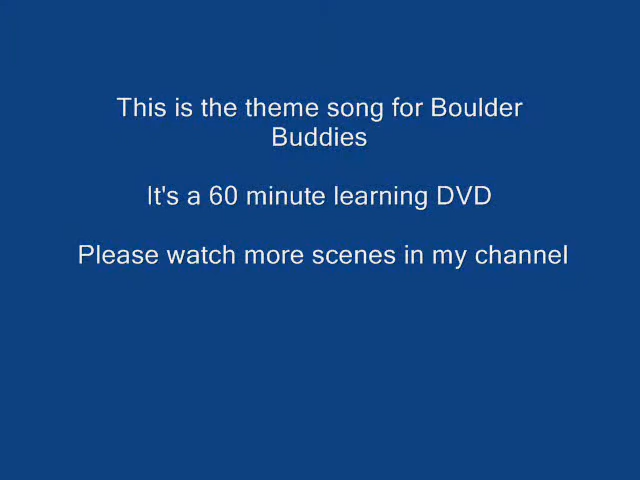 This is the theme song for Boulder
Buddies
It's a 60 minute learning DVD
Please watch more scenes in my channel